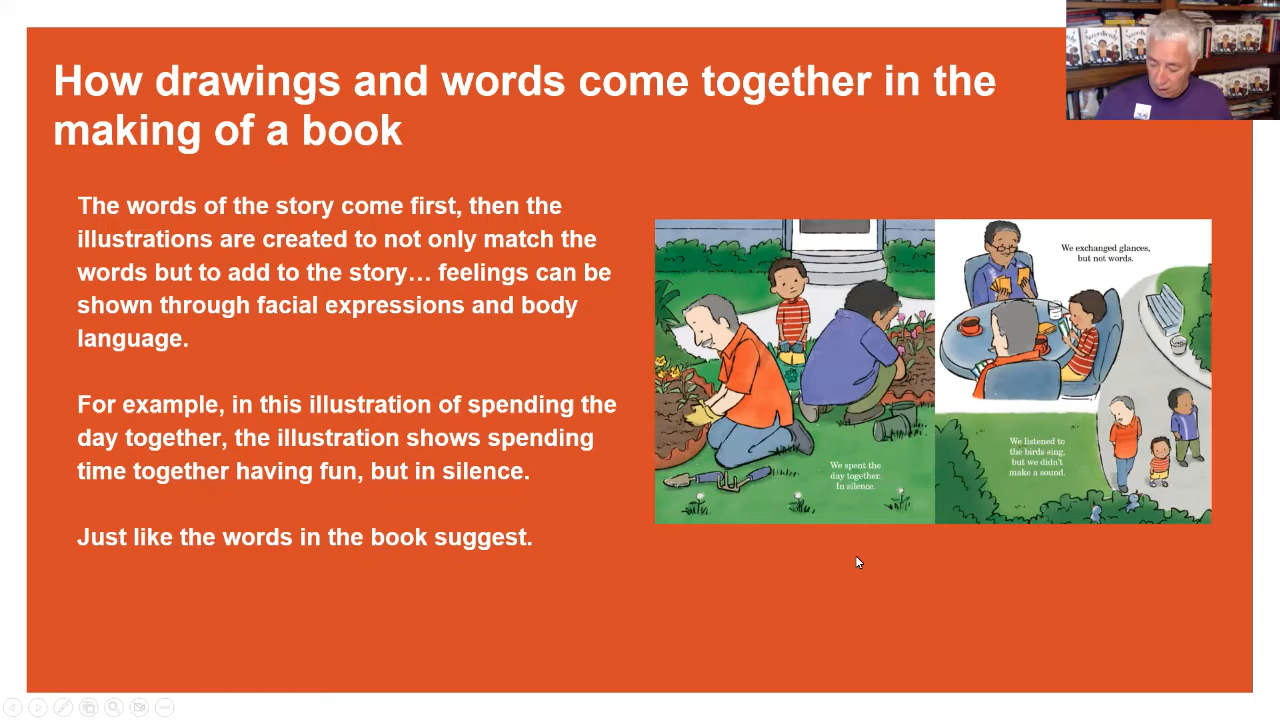 How drawings and words come together in the
making of a book
The words of the story come first, then the
illustrations are created to not only match the
words but to add to the story… feelings can be
shown through facial expressions and body
language.
For example, in this illustration of spending the
day together, the illustration shows spending
time together having fun, but in silence.
Just like the words in the book suggest.
We spent the
day together.
In silence.
We exchanged glances,
but not words.
We listened to
the birds sing,
but we didn't
make a sound.